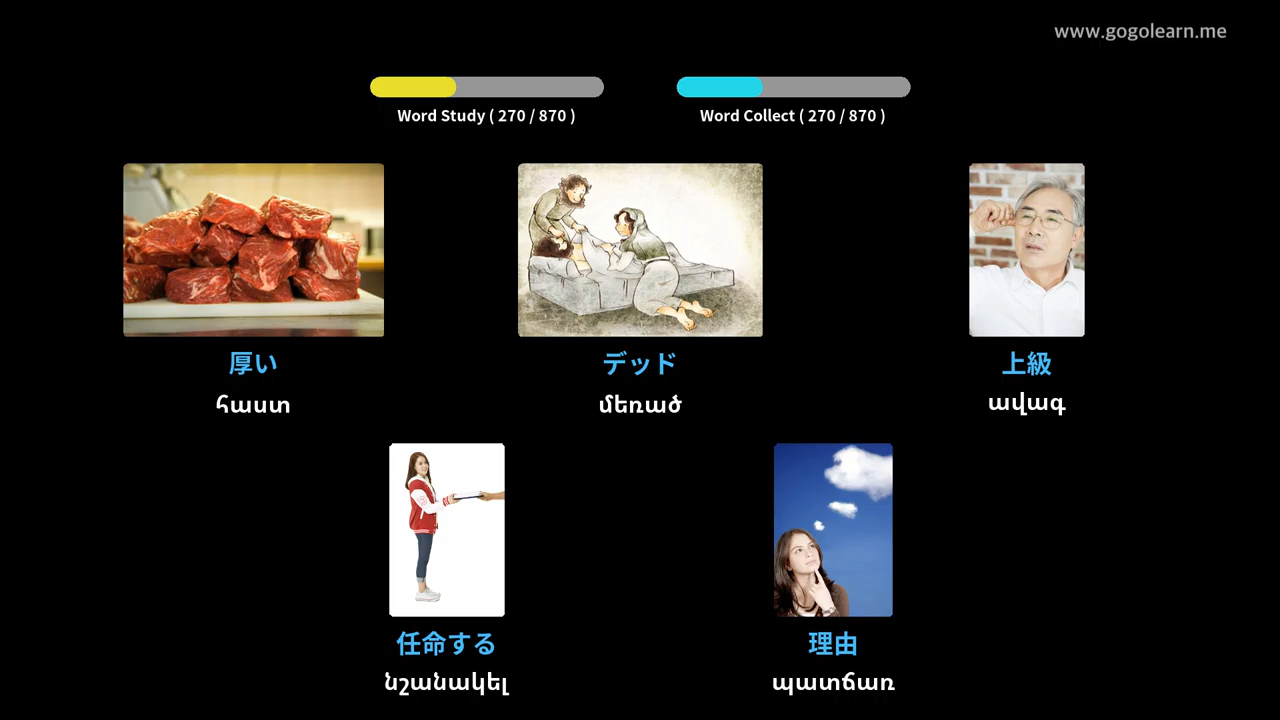 www.gogolearn.me
Word Study ( 270 / 870 )
Word Collect ( 270 / 870 )
厚い
հաստ
デッド
մեռած
上級
ավագ
任命する
նշանակել
理由
պատճառ